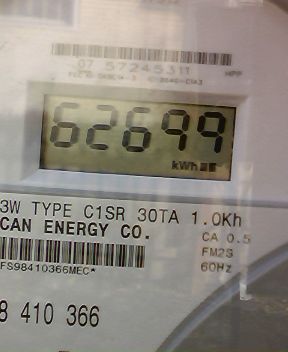 07 57245311 HPP
62699
kWh
3W TYPE C1SR 30TA 1.0Kh
CAN ENERGY CO. CA 0.5
FM2S
FS98410366MEC* 60Hz
8 410 366